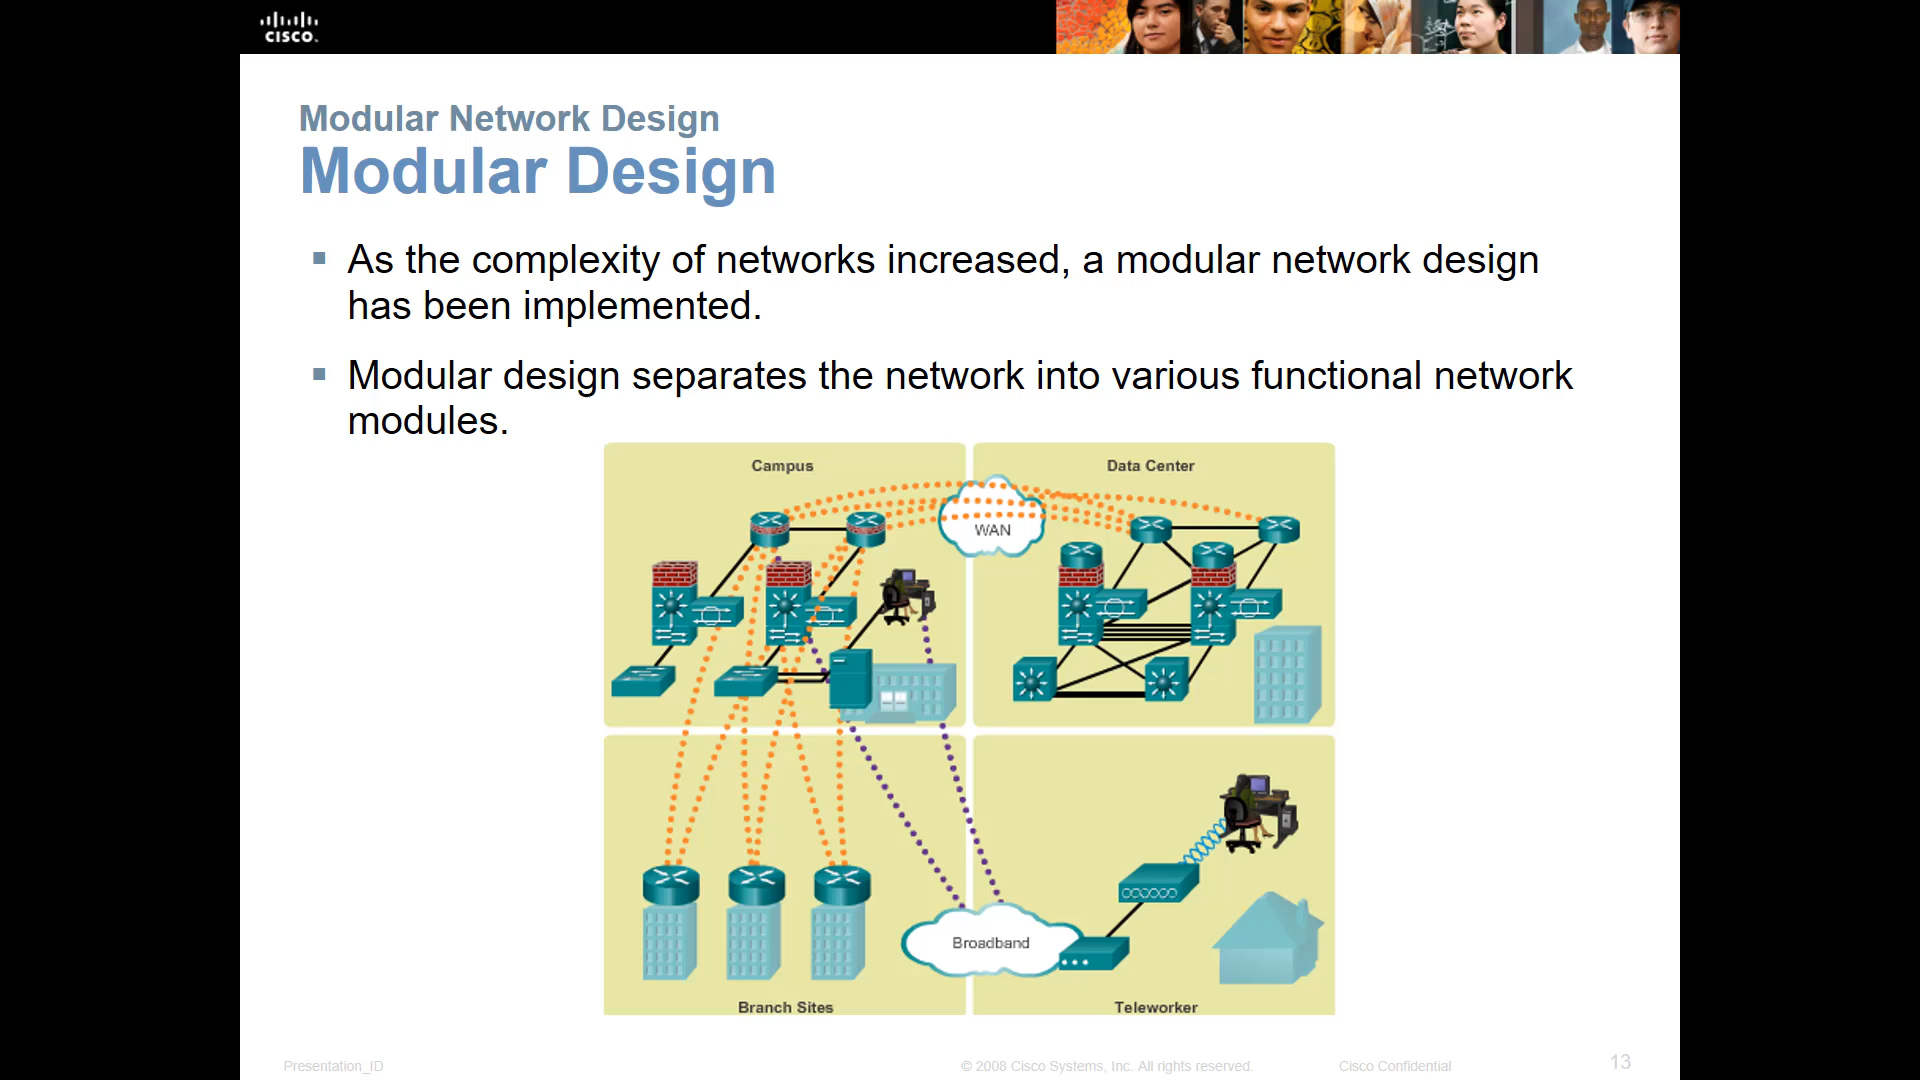 CISCO.
Modular Network Design
Modular Design
As the complexity of networks increased, a modular network design
has been implemented.
Modular design separates the network into various functional network
modules.
Campus
Data Center
WAN
Broadband
Branch Sites
Teleworker
Presentation_ID
© 2008 Cisco Systems, Inc. All rights reserved.
Cisco Confidential
13